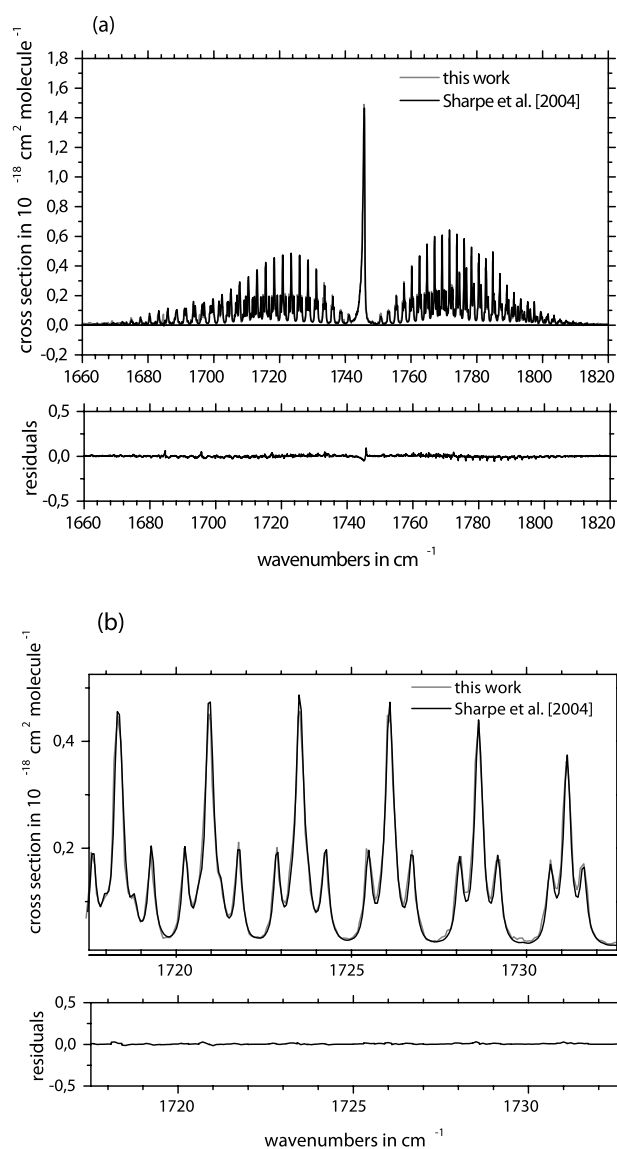 (a)
cross section in 10 -18 cm 2 molecule -1
1,8
1,6
1,4
1,2
1,0
0,8
0,6
0,4
0,2
0,0
-0,2
this work
Sharpe et al. [2004]
1660 1680 1700 1720 1740 1760 1780 1800 1820
residuals
0,5
0,0
-0,5
1660 1680 1700 1720 1740 1760 1780 1800 1820
wavenumbers in cm -1
(b)
cross section in 10 -18 cm 2 molecule -1
0,4
0,2
this work
Sharpe et al. [2004]
1720 1725 1730
residuals
0,5
0,0
-0,5
1720 1725 1730
wavenumbers in cm -1